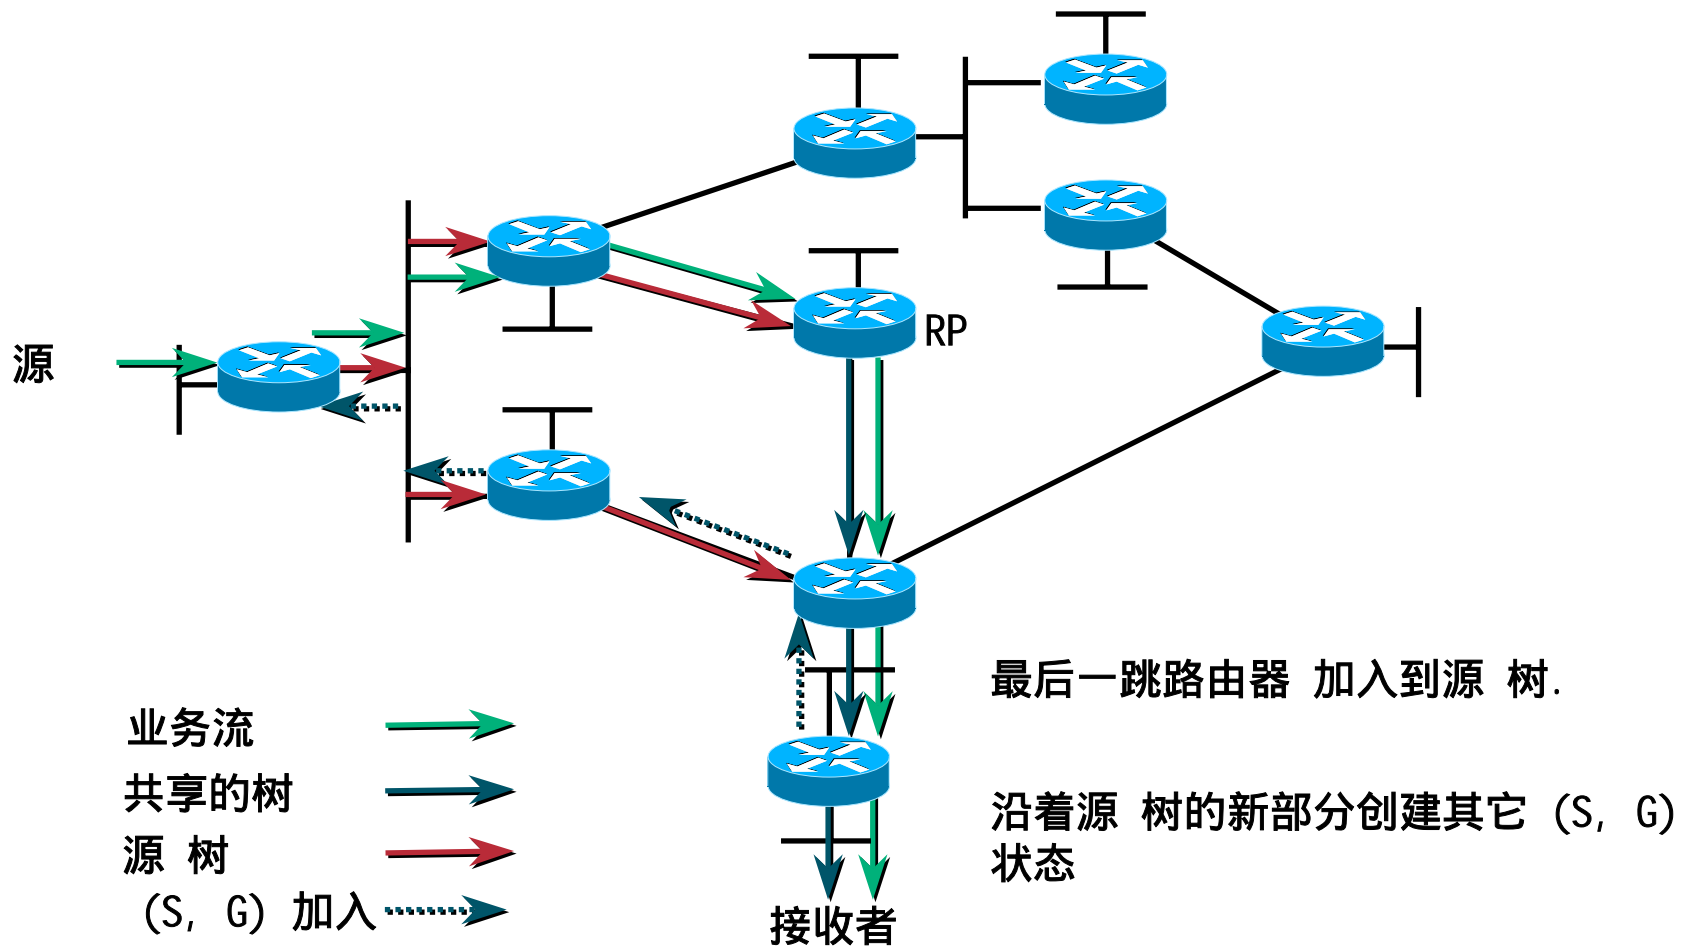 RP
源
最后一跳路由器 加入到源 树.
业务流
共享的树
源 树
(S, G) 加入
沿着源 树的新部分创建其它 (S, G)
状态
接收者